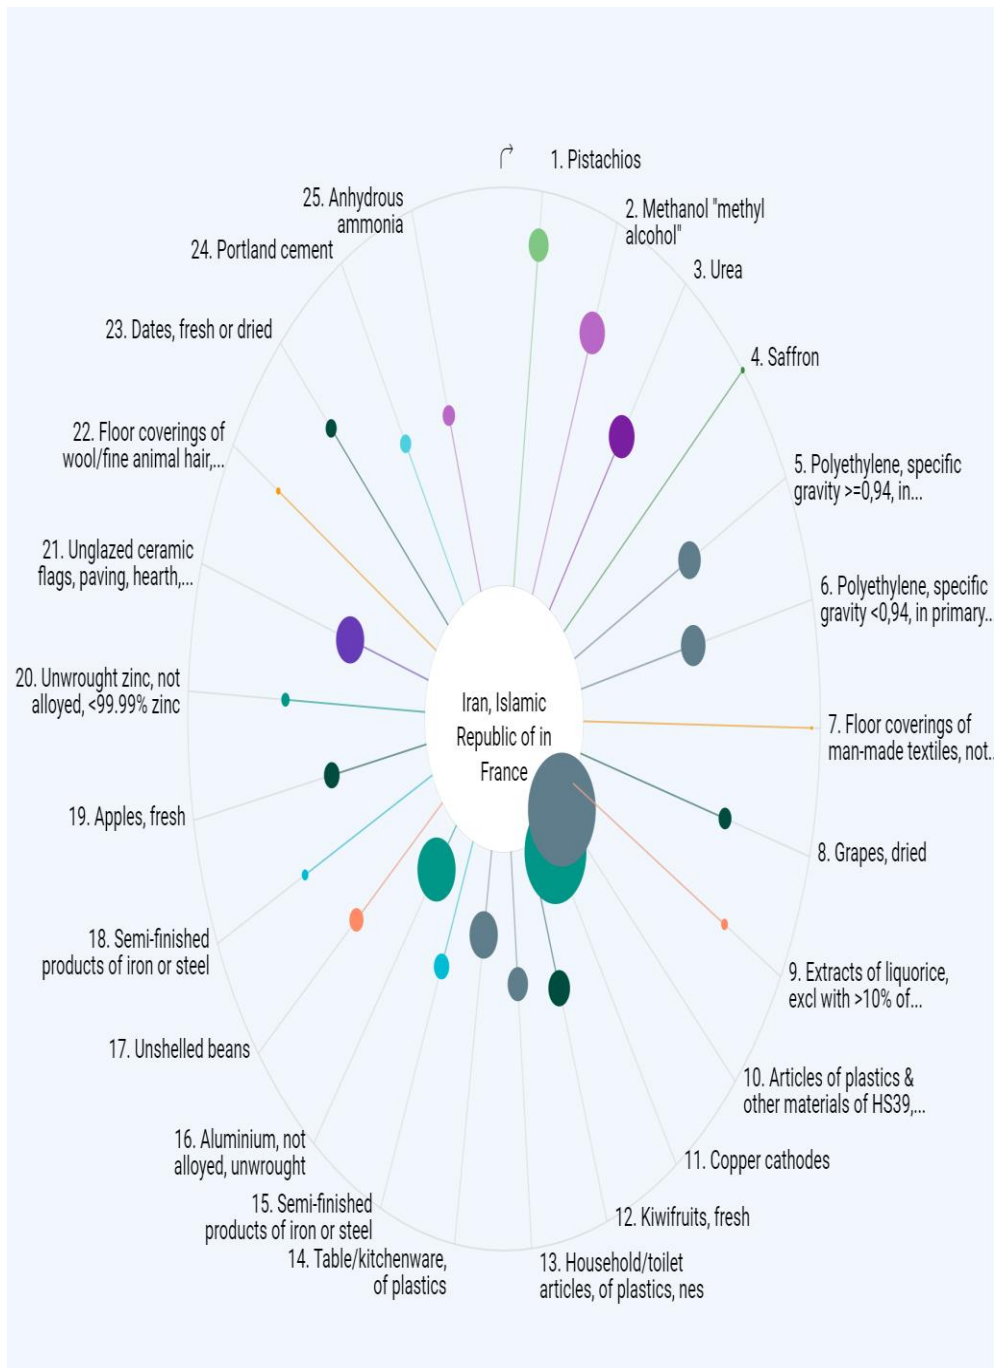 1. Pistachios
2. Methanol "methyl
alcohol"
3. Urea
4. Saffron
5. Polyethylene, specific
gravity >=0,94, in...
6. Polyethylene, specific
gravity <0,94, in primary...
7. Floor coverings of
man-made textiles, not...
8. Grapes, dried
9. Extracts of liquorice,
excl with >10% of...
10. Articles of plastics &
other materials of HS39,...
11. Copper cathodes
12. Kiwifruits, fresh
13. Household/toilet
articles, of plastics, nes
14. Table/kitchenware,
of plastics
15. Semi-finished
products of iron or steel
16. Aluminium, not
alloyed, unwrought
17. Unshelled beans
18. Semi-finished
products of iron or steel
19. Apples, fresh
20. Unwrought zinc, not
alloyed, <99.99% zinc
21. Unglazed ceramic
flags, paving, hearth,...
22. Floor coverings of
wool/fine animal hair,...
23. Dates, fresh or dried
24. Portland cement
25. Anhydrous
ammonia
Iran, Islamic
Republic of in
France